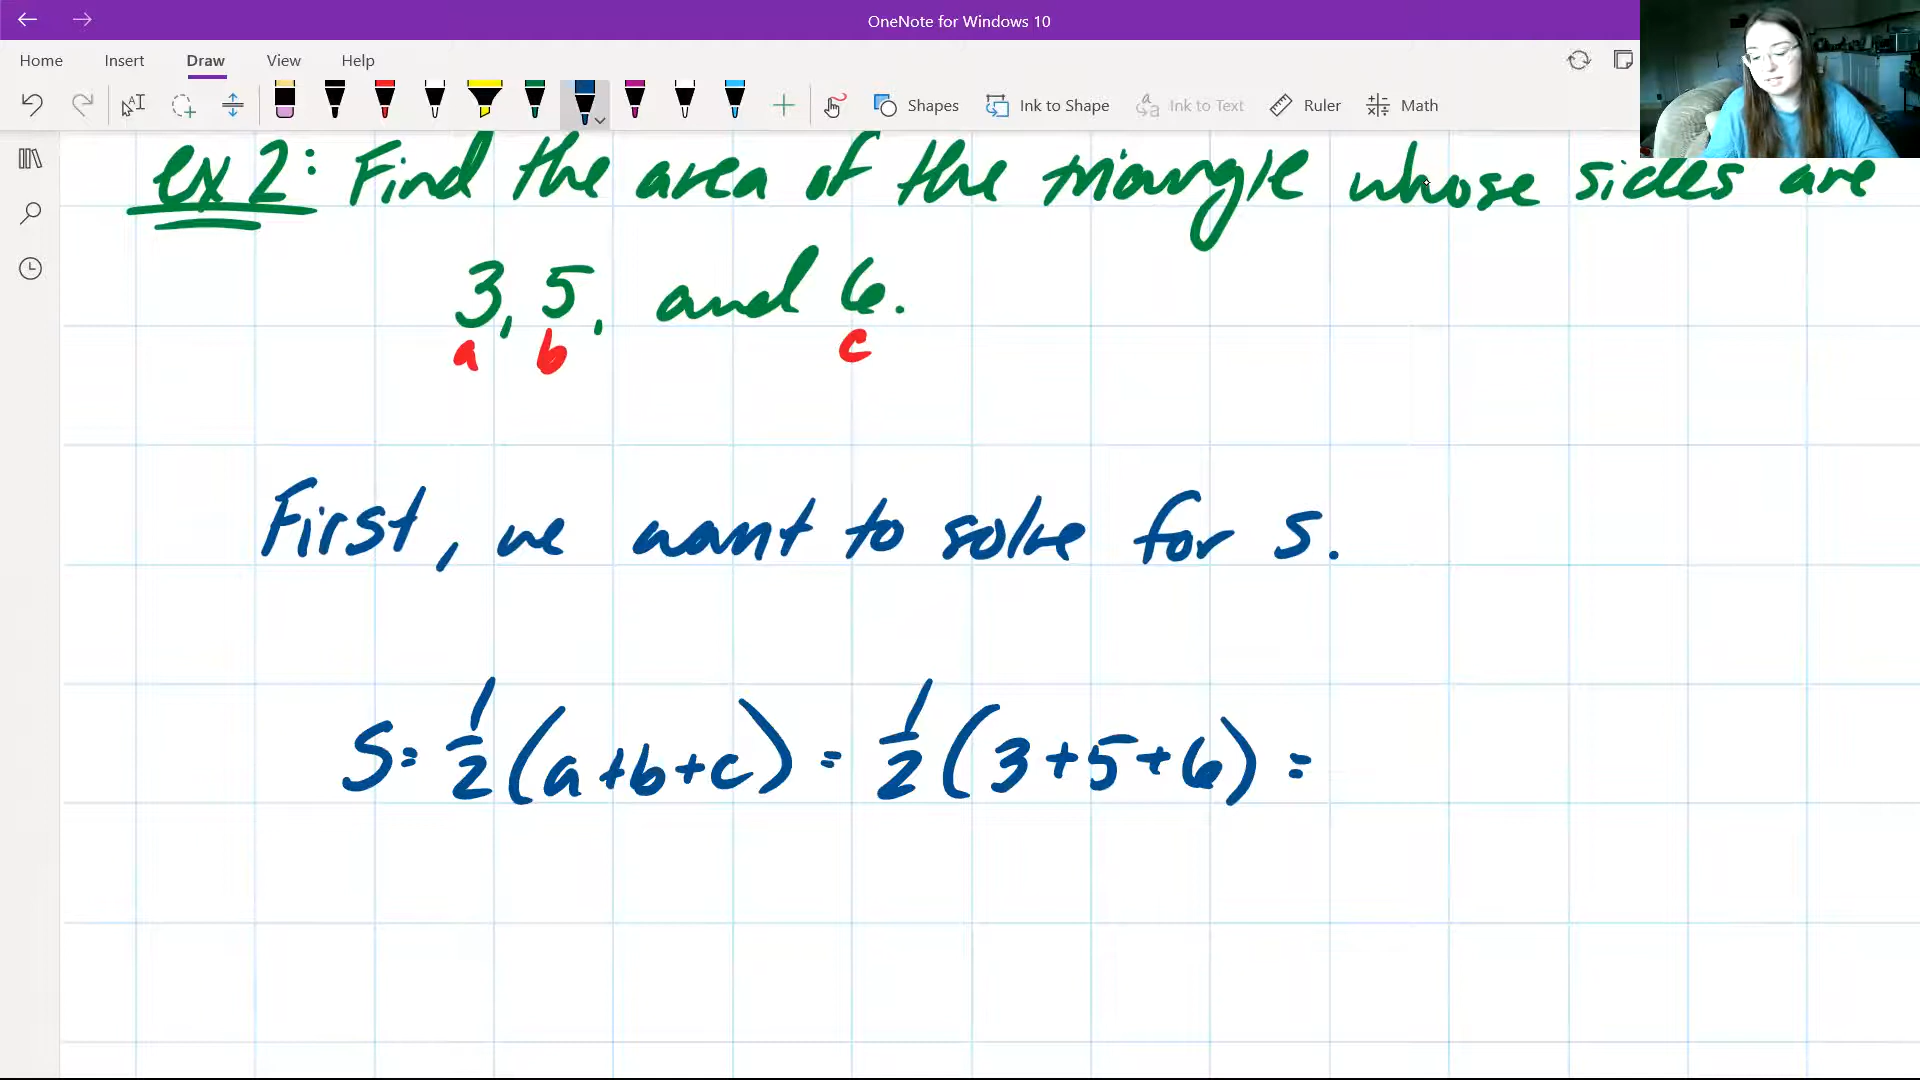 OneNote for Windows 10
Home Insert Draw View Help
Shapes Ink to Shape Ink to Text Ruler Math
ex 2: Find the area of the triangle whose sides are
3, 5, and 6.
a b c
First, we want to solve for s.
S= 1/2 (a+b+c) = 1/2 (3+5+6) =